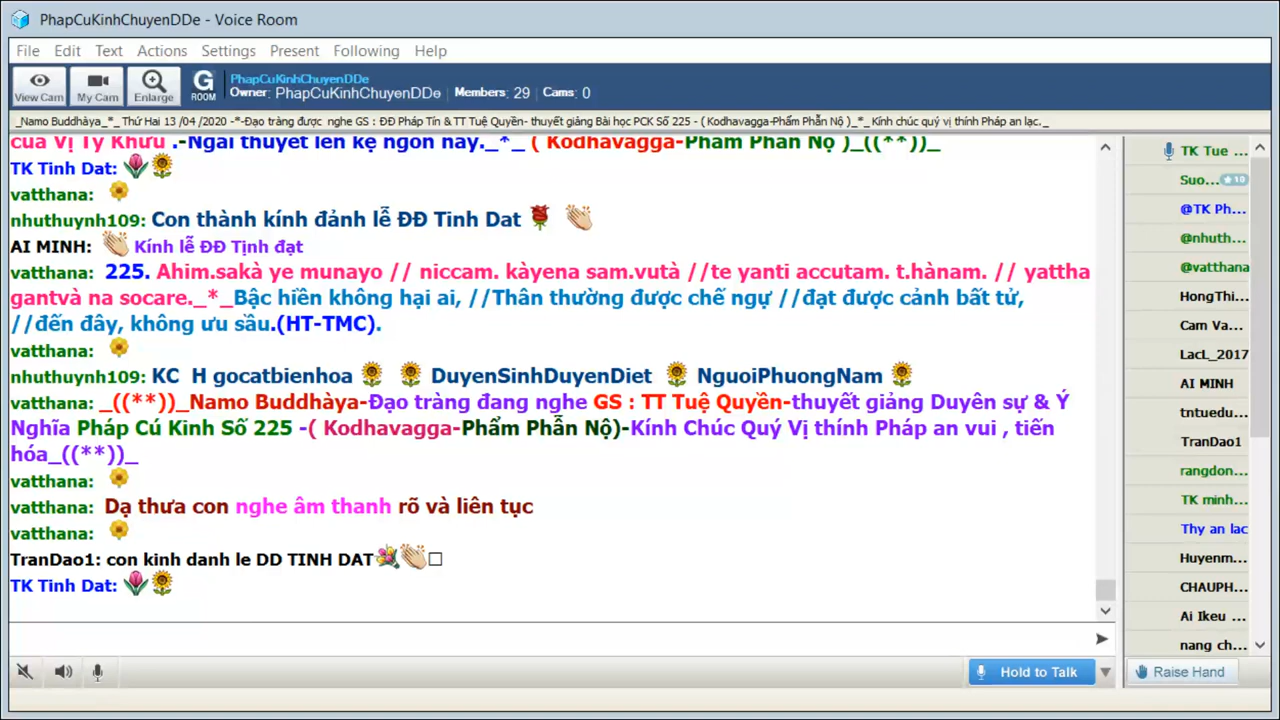 PhapCuKinhChuyenDDe - Voice Room
File Edit Text Actions Settings Present Following Help
View Cam My Cam Enlarge G ROOM PhapCuKinhChuyenDDe
Owner: PhapCuKinhChuyenDDe Members: 29 Cams: 0
_Namo Buddhàya_*_ Thứ Hai 13 /04 /2020 -*-Đạo tràng được nghe GS : ĐĐ Pháp Tín & TT Tuệ Quyền- thuyết giảng Bài học PCK Số 225 - ( Kodhavagga-Phẩm Phẫn Nộ )_*_ Kính chúc quý vị thính Pháp an lạc._
của Vị Tỳ Khưu .-Ngài thuyết lên kệ ngôn này._*_ ( Kodhavagga-Phẩm Phẫn Nộ )_((**))_
TK Tinh Dat:
vatthana:
nhuthuynh109: Con thành kính đảnh lễ ĐĐ Tinh Dat
AI MINH: Kính lễ ĐĐ Tịnh đạt
vatthana: 225. Ahim.sakà ye munayo // niccam. kàyena sam.vutà //te yanti accutam. t.hànam. // yattha
gantvà na socare._*_Bậc hiền không hại ai, //Thân thường được chế ngự //đạt được cảnh bất tử,
//đến đây, không ưu sầu.(HT-TMC).
vatthana:
nhuthuynh109: KC H gocatbienhoa DuyenSinhDuyenDiet NguoiPhuongNam
vatthana: _((**))_Namo Buddhàya-Đạo tràng đang nghe GS : TT Tuệ Quyền-thuyết giảng Duyên sự & Ý
Nghĩa Pháp Cú Kinh Số 225 -( Kodhavagga-Phẩm Phẫn Nộ)-Kính Chúc Quý Vị thính Pháp an vui , tiến
hóa_((**))_
vatthana:
vatthana: Dạ thưa con nghe âm thanh rõ và liên tục
vatthana:
TranDao1: con kinh danh le DD TINH DAT
TK Tinh Dat:
TK Tue ...
Suo... 10
@TK Ph...
@nhuth...
@vatthana
HongThi...
Cam Va...
LacL_2017
AI MINH
tntuedu...
TranDao1
rangdon...
TK minh...
Thy an lac
Huyenm...
CHAUPH...
Ai Ikeu ...
nang ch...
Hold to Talk
Raise Hand